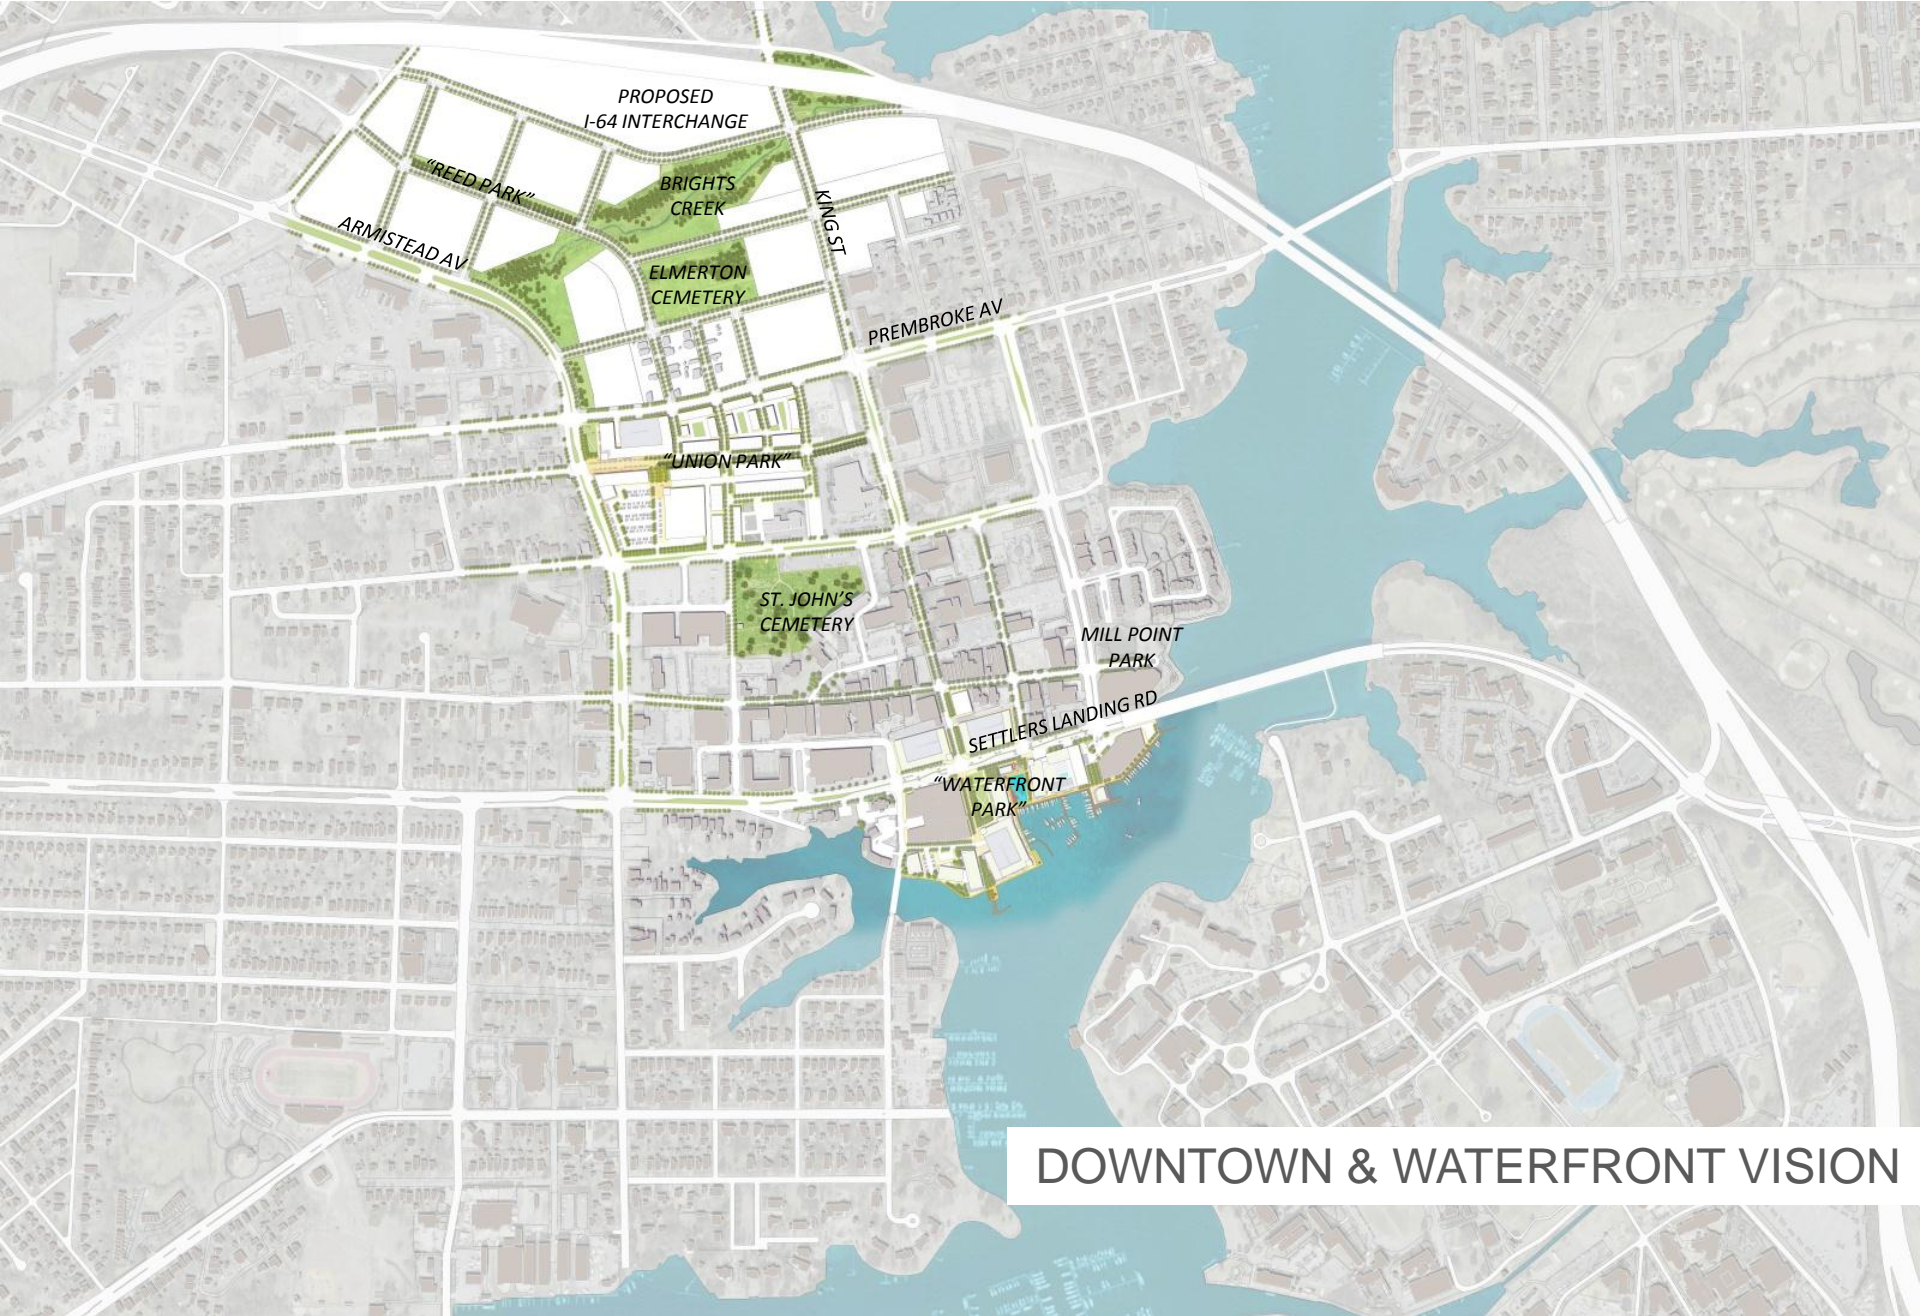 PROPOSED
I-64 INTERCHANGE
"REED PARK"
BRIGHTS
CREEK
KING ST
ARMISTEAD AV
ELMERTON
CEMETERY
PREMBROKE AV
"UNION PARK"
ST. JOHN'S
CEMETERY
MILL POINT
PARK
SETTLERS LANDING RD
"WATERFRONT
PARK"
DOWNTOWN & WATERFRONT VISION